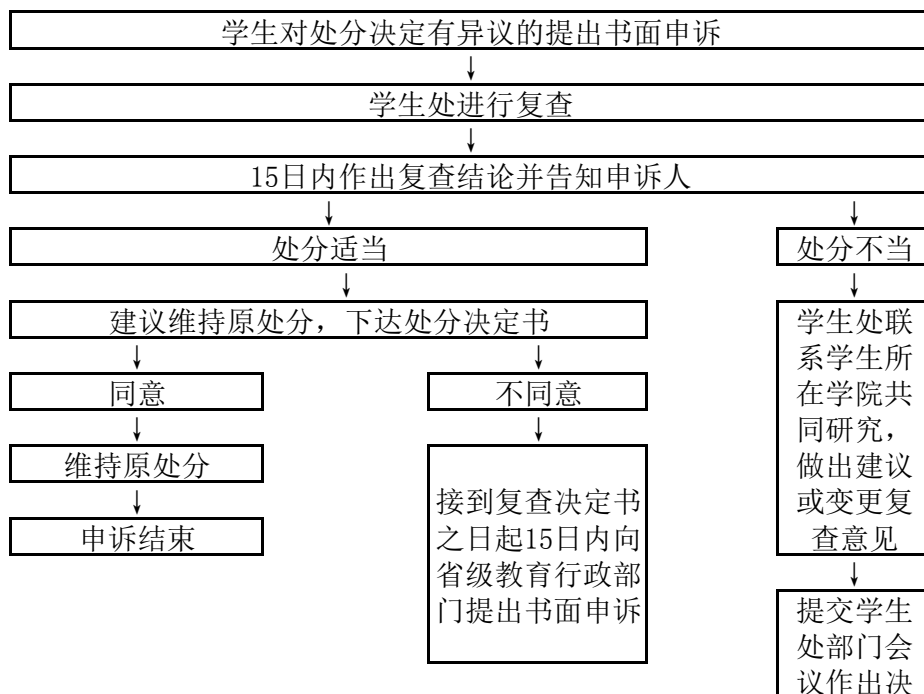 学生对处分决定有异议的提出书面申诉
↓
学生处进行复查
↓
15日内作出复查结论并告知申诉人
↓
↓
处分适当
处分不当
↓
↓
建议维持原处分，下达处分决定书
↓
↓
同意
不同意
↓
↓
维持原处分
↓
申诉结束
接到复查决定书
之日起15日内向
省级教育行政部
门提出书面申诉
学生处联
系学生所
在学院共
同研究，
做出建议
或变更复
查意见
↓
提交学生
处部门会
议作出决